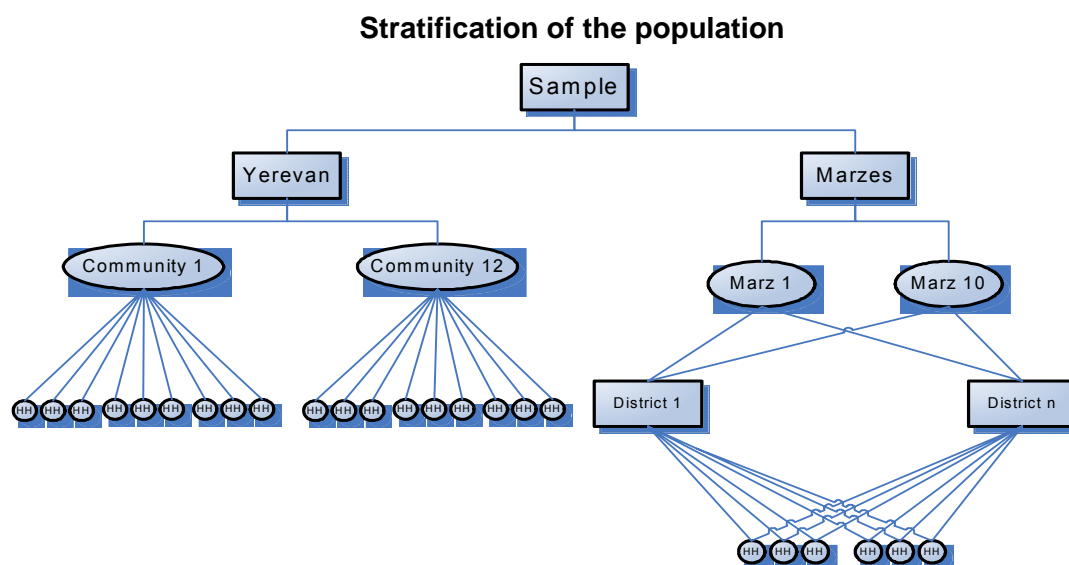 Stratification of the population
Sample
Yerevan
Marzes
Community 1
Community 12
Marz 1
Marz 10
District 1
District n
HH HH HH HH HH HH HH HH HH
HH HH HH HH HH HH HH HH HH
HH HH HH HH HH HH